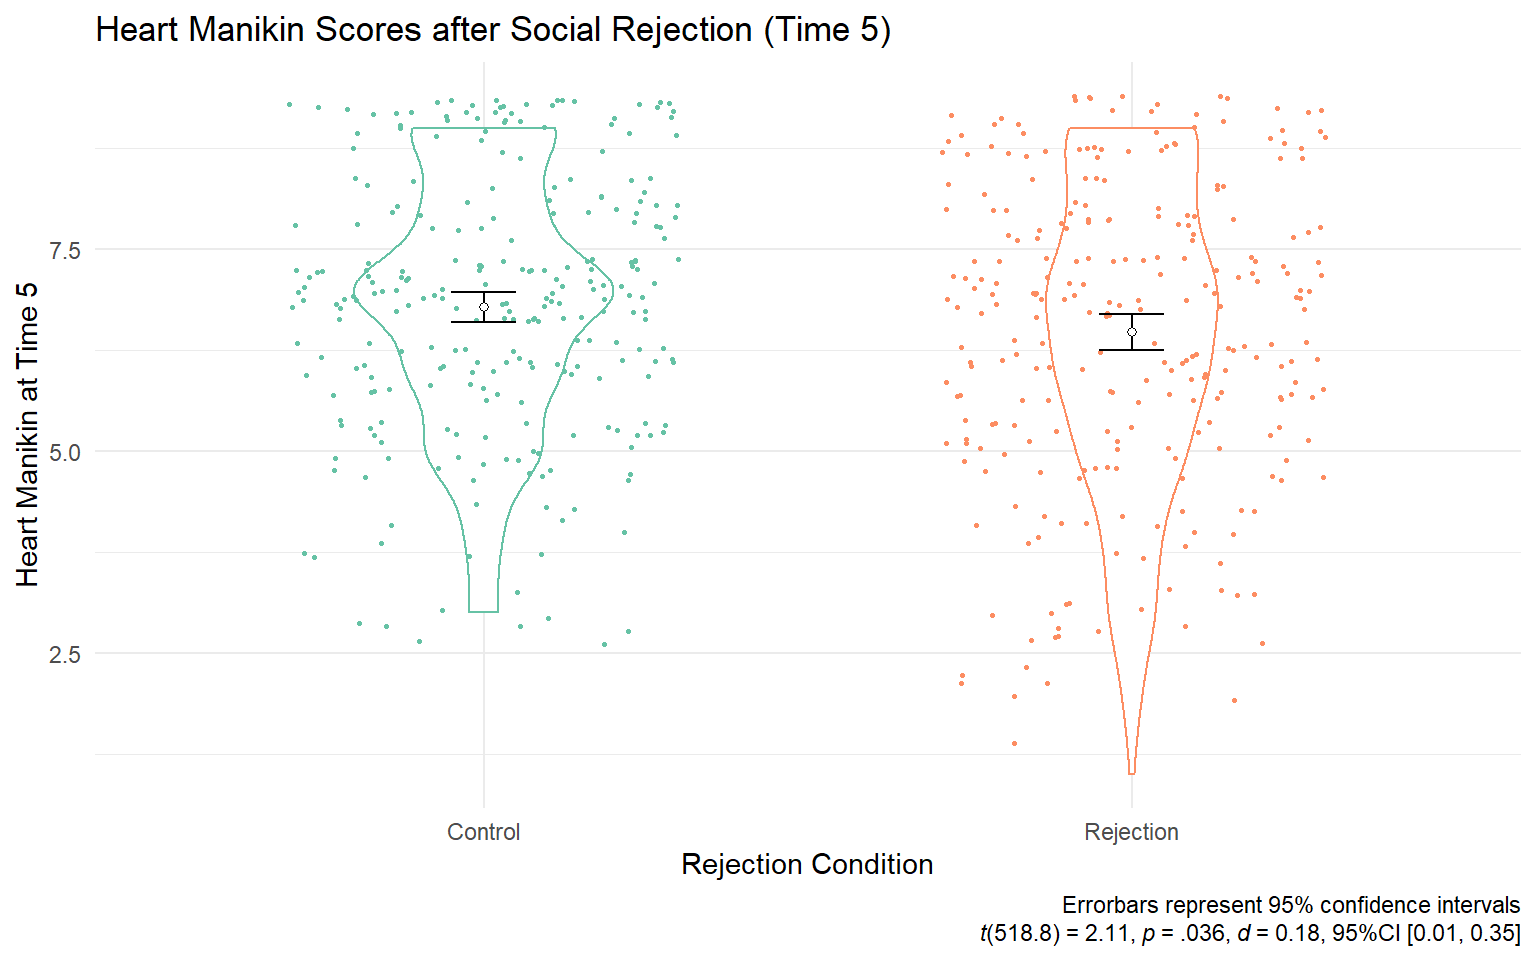 Heart Manikin Scores after Social Rejection (Time 5)
Heart Manikin at Time 5
7.5
5.0
2.5
Control
Rejection
Rejection Condition
Errorbars represent 95% confidence intervals
t(518.8) = 2.11, p = .036, d = 0.18, 95%CI [0.01, 0.35]